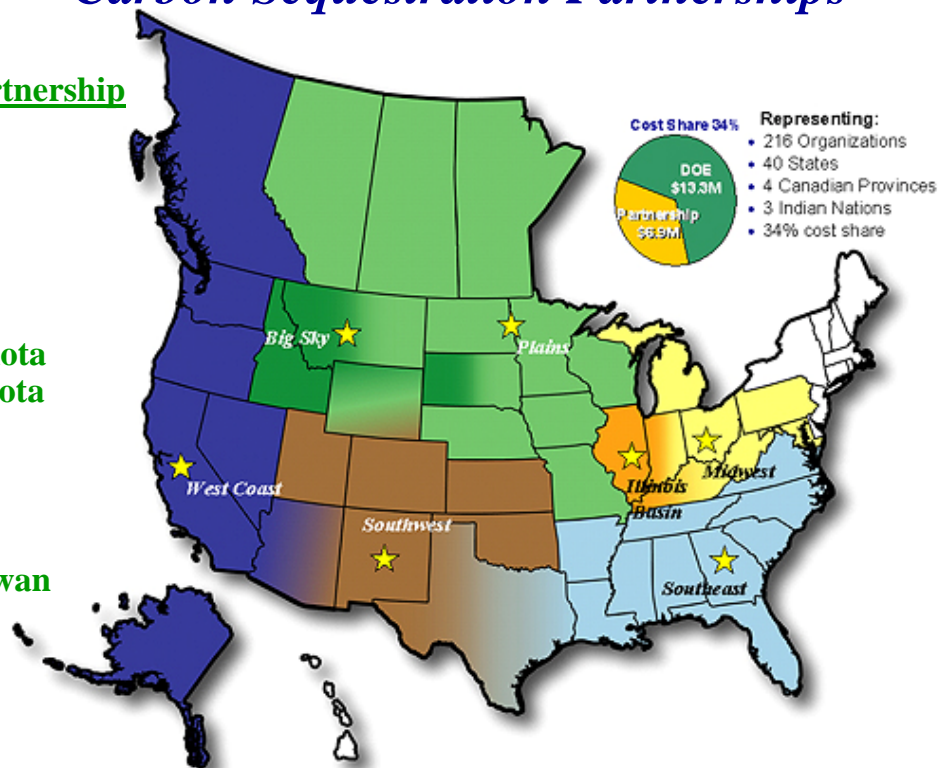 Carbon Sequestration Partnerships
rtnership
Cost Share 34%
DOE
$13.3M
Partnership
$6.9M
Representing:
• 216 Organizations
• 40 States
• 4 Canadian Provinces
• 3 Indian Nations
• 34% cost share
Big Sky
Plains
ota
ota
West Coast
Southwest
Illinois
Basin
Midwest
Southeast
wan